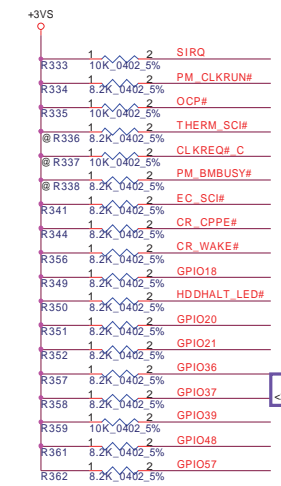 +3VS
1 2 SIRQ
R333 10K_0402_5%
1 2 PM_CLKRUN#
R334 8.2K_0402_5%
1 2 OCP#
R335 10K_0402_5%
1 2 THERM_SCI#
@ R336 8.2K_0402_5%
1 2 CLKREQ#_C
@ R337 10K_0402_5%
1 2 PM_BMBUSY#
@ R338 8.2K_0402_5%
1 2 EC_SCI#
R341 8.2K_0402_5%
1 2 CR_CPPE#
R344 8.2K_0402_5%
1 2 CR_WAKE#
R356 8.2K_0402_5%
1 2 GPIO18
R349 8.2K_0402_5%
1 2 HDDHALT_LED#
R350 8.2K_0402_5%
1 2 GPIO20
R351 8.2K_0402_5%
1 2 GPIO21
R352 8.2K_0402_5%
1 2 GPIO36
R357 8.2K_0402_5%
1 2 GPIO37
<
R358 8.2K_0402_5%
1 2 GPIO39
R359 10K_0402_5%
1 2 GPIO48
R361 8.2K_0402_5%
1 2 GPIO57
R362 8.2K_0402_5%